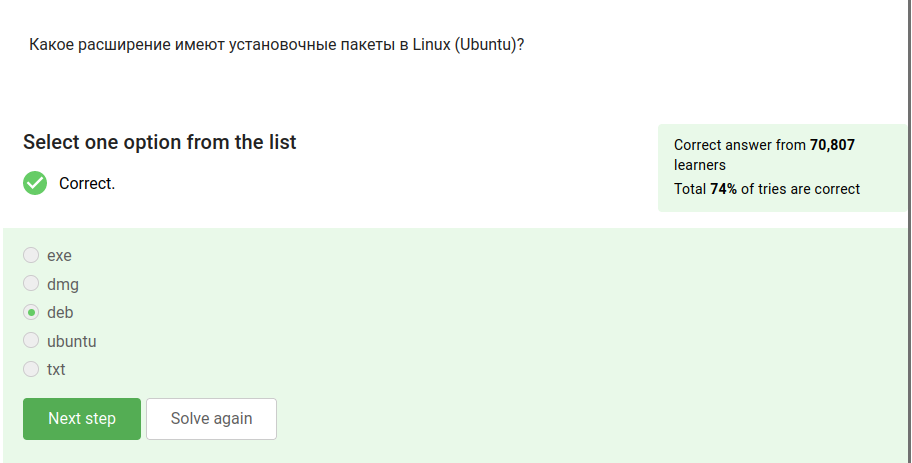 Какое расширение имеют установочные пакеты в Linux (Ubuntu)?
Select one option from the list
Correct.
Correct answer from 70,807
learners
Total 74% of tries are correct
exe
dmg
deb
ubuntu
txt
Next step
Solve again